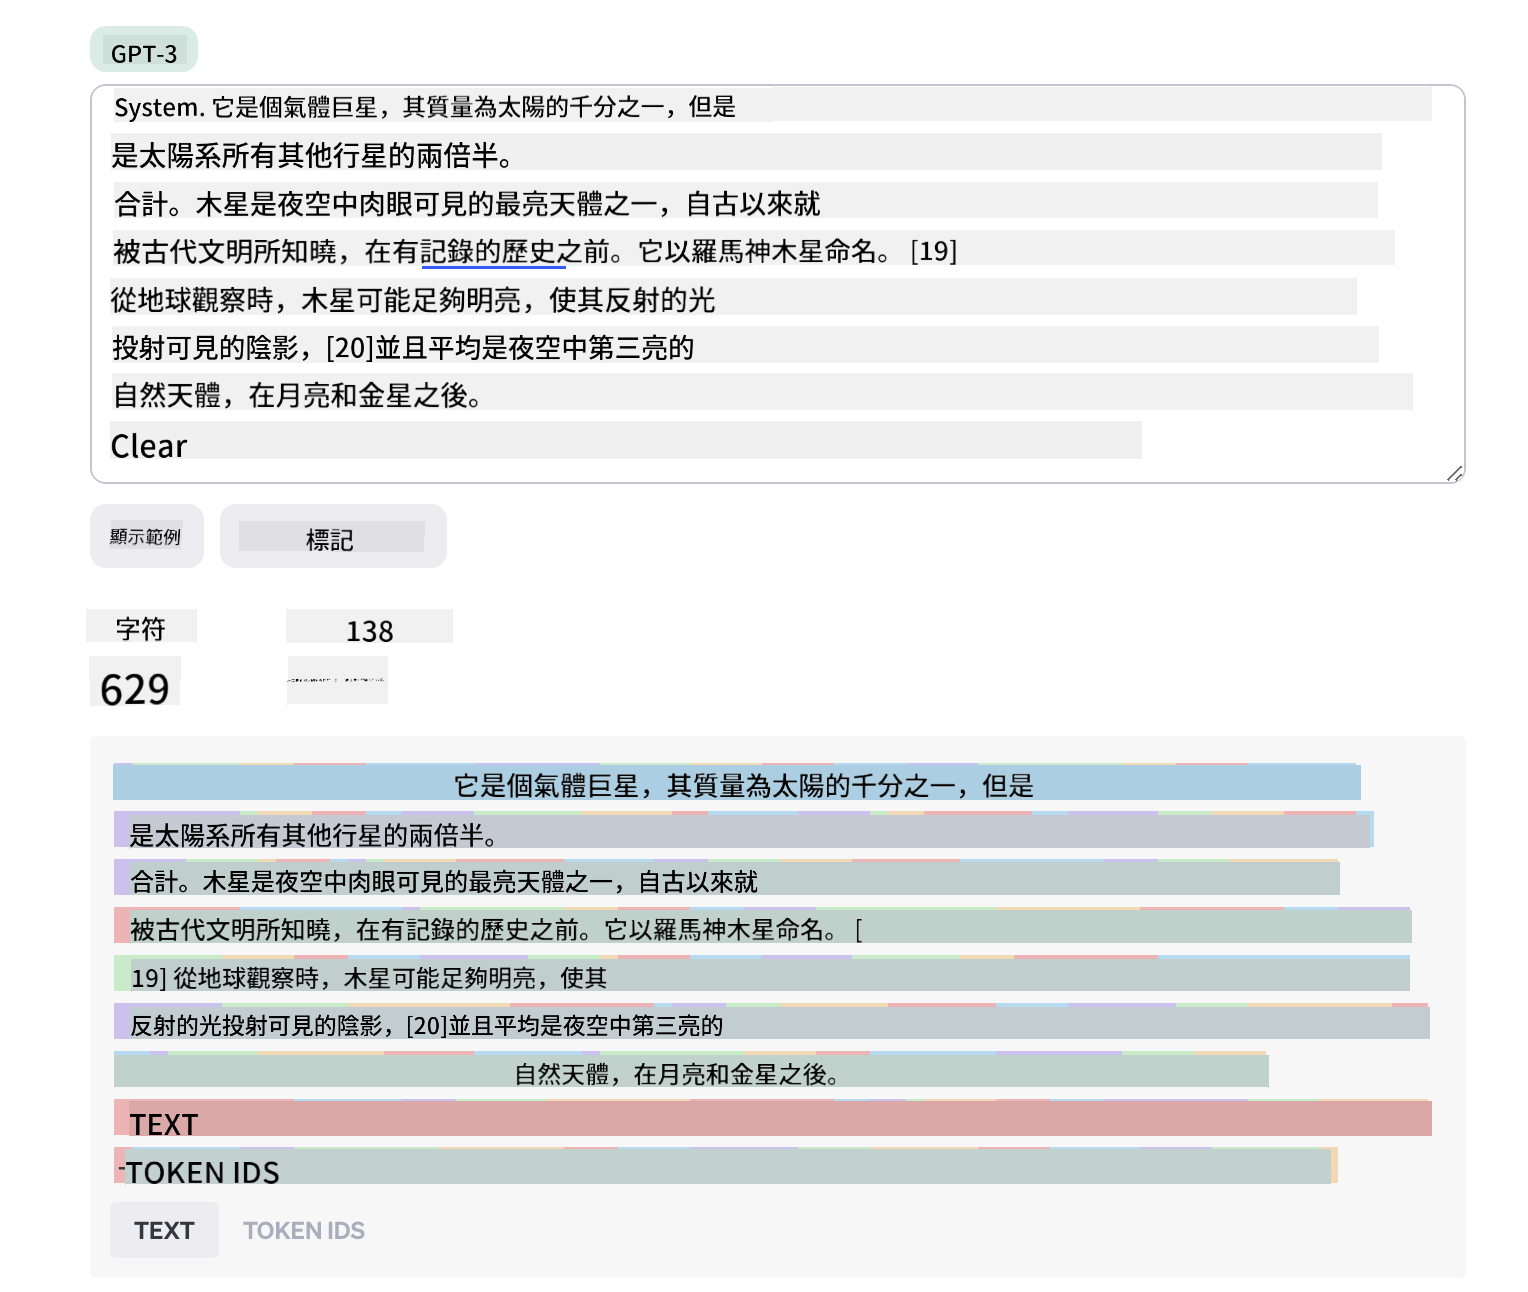 GPT-3
System. 它是個氣體巨星，其質量為太陽的千分之一，但是
是太陽系所有其他行星的兩倍半。
合計。木星是夜空中肉眼可見的最亮天體之一，自古以來就
被古代文明所知曉，在有記錄的歷史之前。它以羅馬神木星命名。 [19]
從地球觀察時，木星可能足夠明亮，使其反射的光
投射可見的陰影，[20]並且平均是夜空中第三亮的
自然天體，在月亮和金星之後。
Clear
顯示範例 標記
字符 138
629
它是個氣體巨星，其質量為太陽的千分之一，但是
是太陽系所有其他行星的兩倍半。
合計。木星是夜空中肉眼可見的最亮天體之一，自古以來就
被古代文明所知曉，在有記錄的歷史之前。它以羅馬神木星命名。 [
19] 從地球觀察時，木星可能足夠明亮，使其
反射的光投射可見的陰影，[20]並且平均是夜空中第三亮的
自然天體，在月亮和金星之後。
TEXT
-TOKEN IDS
TEXT TOKEN IDS